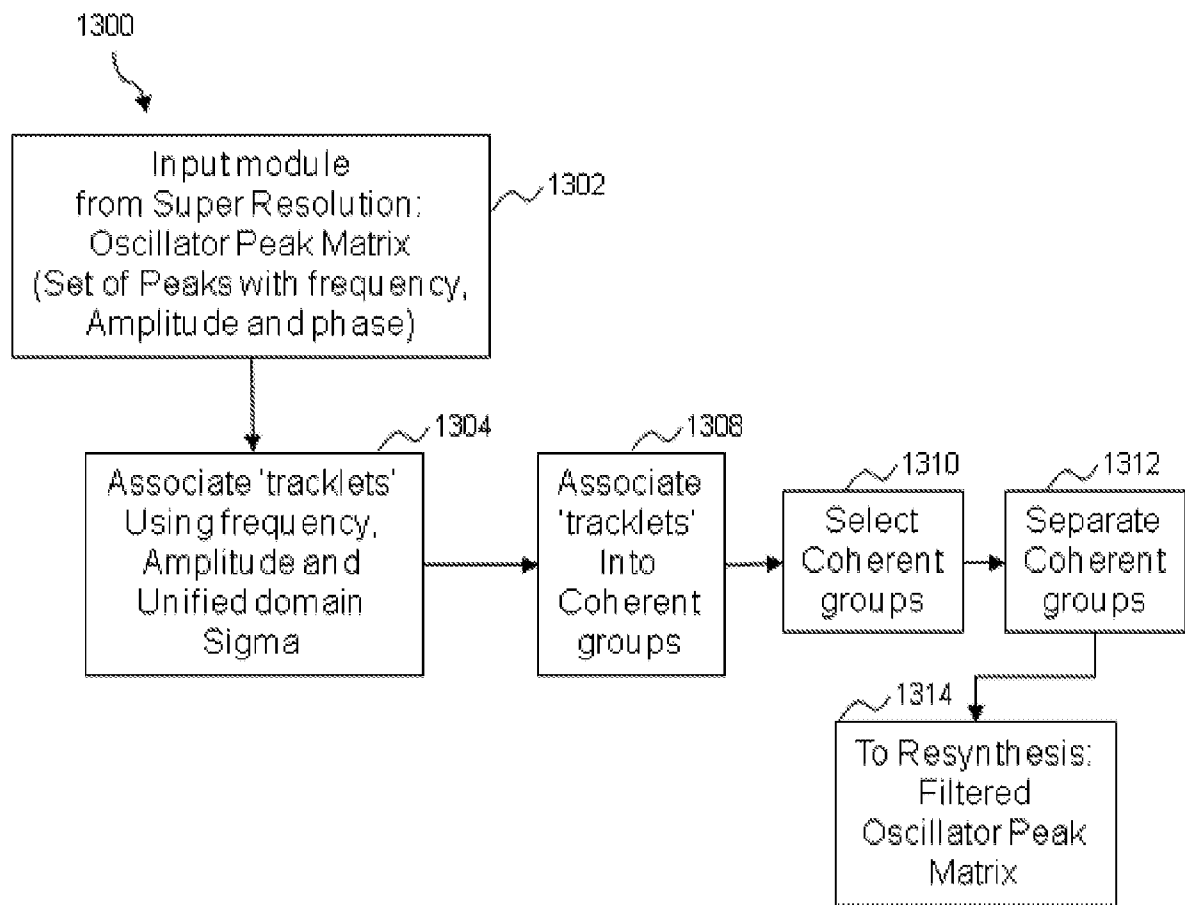 1300
Input module
from Super Resolution:
Oscillator Peak Matrix
(Set of Peaks with frequency,
Amplitude and phase)
1302
1304
Associate 'tracklets'
Using frequency,
Amplitude and
Unified domain
Sigma
1308
Associate
'tracklets'
Into
Coherent
groups
1310
Select
Coherent
groups
1312
Separate
Coherent
groups
1314
To Resynthesis:
Filtered
Oscillator Peak
Matrix